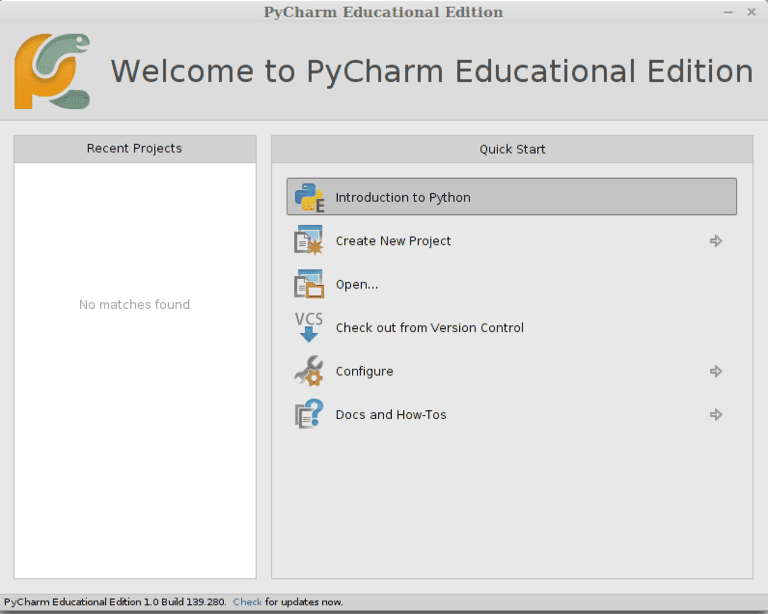 PyCharm Educational Edition
Welcome to PyCharm Educational Edition
Recent Projects
No matches found
Quick Start
Introduction to Python
Create New Project
Open...
VCS
Check out from Version Control
Configure
Docs and How-Tos
PyCharm Educational Edition 1.0 Build 139.280. Check for updates now.